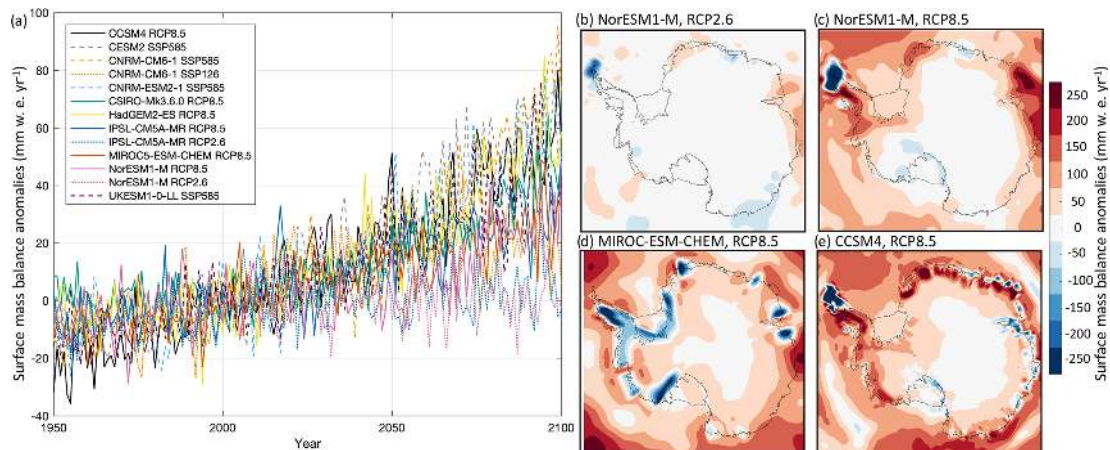 (a)
CCSM4 RCP8.5
CESM2 SSP585
CNRM-CM6-1 SSP585
CNRM-CM6-1 SSP126
CNRM-ESM2-1 SSP585
CSIRO-Mk3.6.0 RCP8.5
HadGEM2-ES RCP8.5
IPSL-CM5A-MR RCP8.5
IPSL-CM5A-MR RCP2.6
MIROC5-ESM-CHEM RCP8.5
NorESM1-M RCP8.5
NorESM1-M RCP2.6
UKESM1-0-LL SSP585
Surface mass balance anomalies (mm w. e. yr⁻¹)
100
80
60
40
20
0
-20
-40
1950
2000
2050
2100
Year
(b) NorESM1-M, RCP2.6
(c) NorESM1-M, RCP8.5
(d) MIROC-ESM-CHEM, RCP8.5
(e) CCSM4, RCP8.5
250
200
150
100
50
0
-50
-100
-150
-200
-250
Surface mass balance anomalies (mm w. e. yr⁻¹)